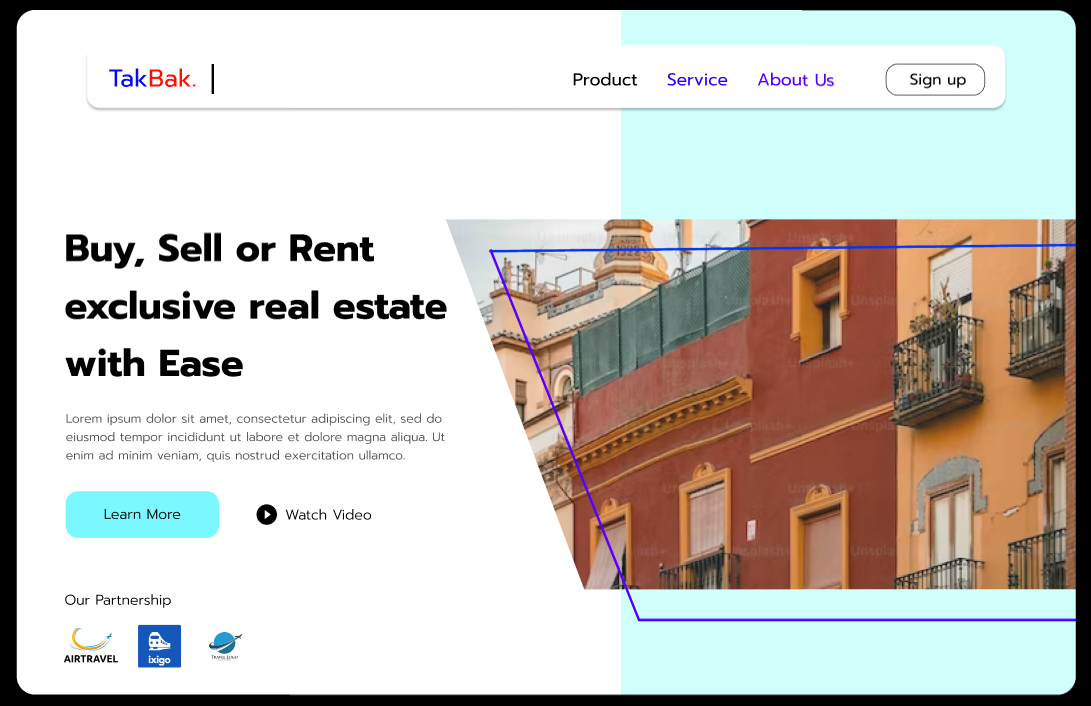 TakBak.
Product Service About Us Sign up
Buy, Sell or Rent
exclusive real estate
with Ease
Lorem ipsum dolor sit amet, consectetur adipiscing elit, sed do
eiusmod tempor incididunt ut labore et dolore magna aliqua. Ut
enim ad minim veniam, quis nostrud exercitation ullamco.
Learn More
Watch Video
Our Partnership
AIRTRAVEL
ixigo
TRAVEL LOGO